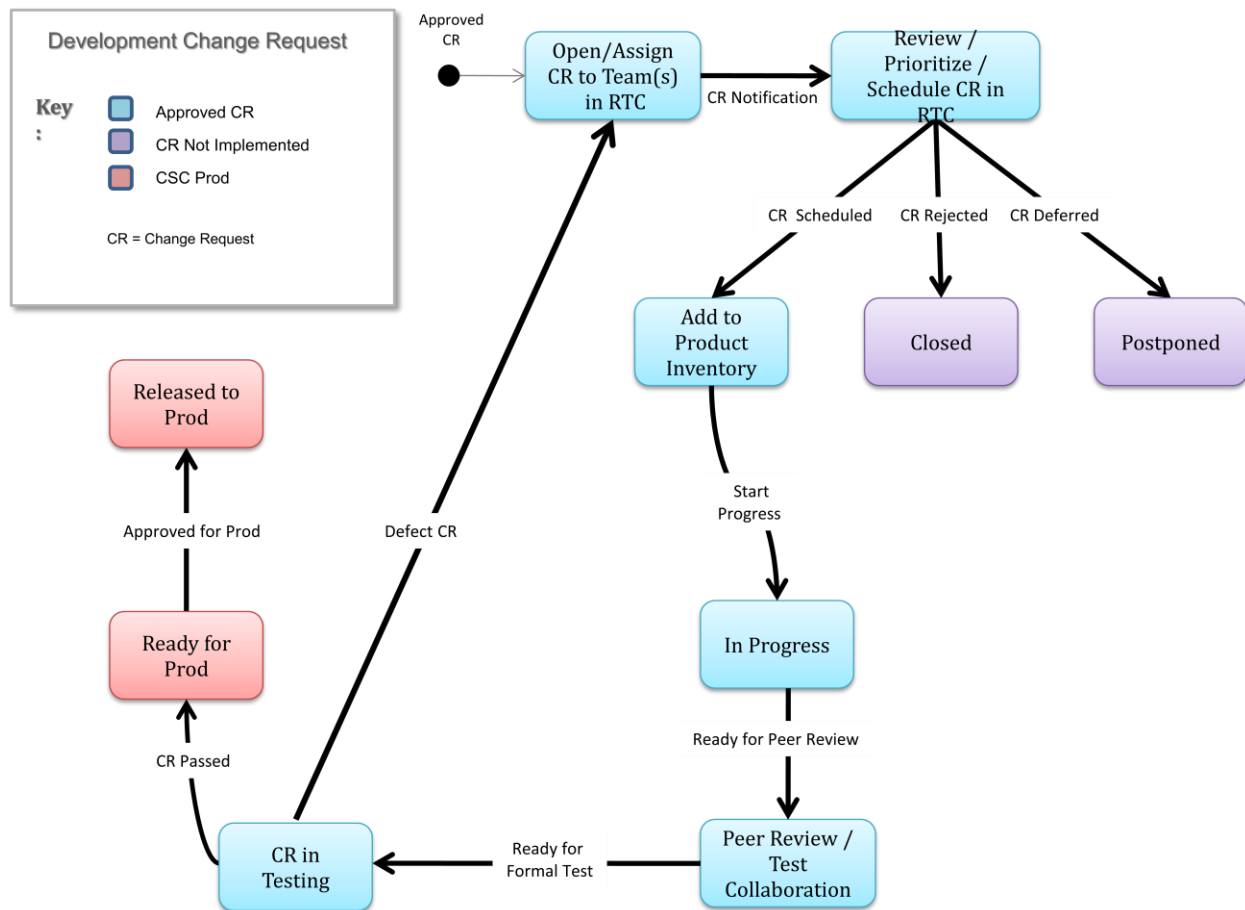 Development Change Request
Key
:
Approved CR
CR Not Implemented
CSC Prod
CR = Change Request
Approved
CR
Open/Assign
CR to Team(s)
in RTC
CR Notification
Review /
Prioritize /
Schedule CR in
RTC
CR  Scheduled
CR Rejected
CR Deferred
Add to
Product
Inventory
Closed
Postponed
Released to
Prod
Start
Progress
Approved for Prod
Defect CR
Ready for
Prod
In Progress
Ready for Peer Review
CR Passed
CR in
Testing
Ready for
Formal Test
Peer Review /
Test
Collaboration